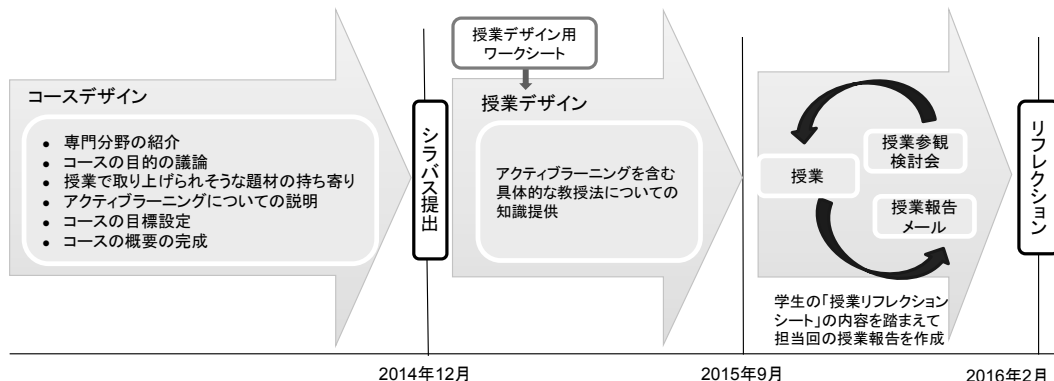 コースデザイン
● 専門分野の紹介
● コースの目的の議論
● 授業で取り上げられそうな題材の持ち寄り
● アクティブラーニングについての説明
● コースの目標設定
● コースの概要の完成
シラバス提出
授業デザイン用
ワークシート
授業デザイン
アクティブラーニングを含む
具体的な教授法についての
知識提供
授業
授業参観
検討会
授業報告
メール
学生の「授業リフレクション
シート」の内容を踏まえて
担当回の授業報告を作成
リフレクション
2014年12月
2015年9月
2016年2月